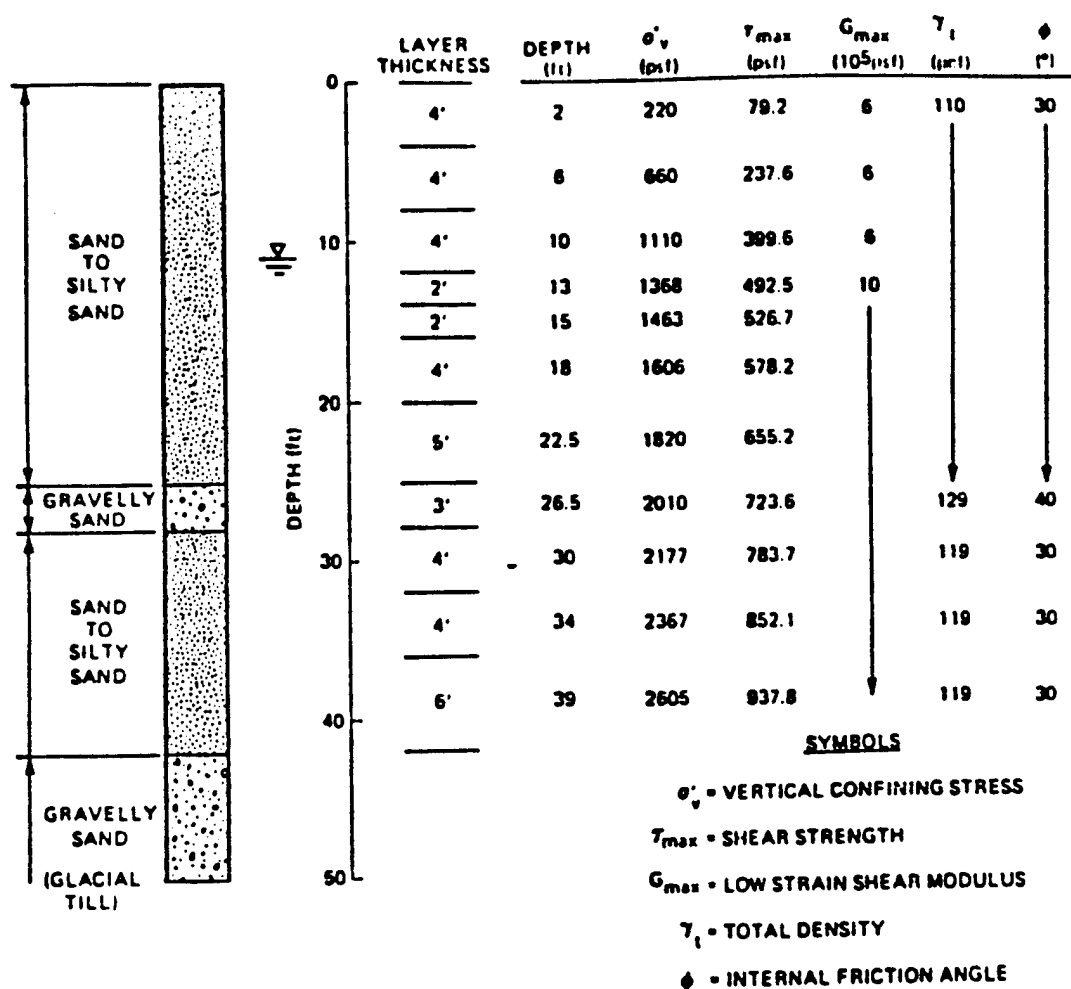 LAYER THICKNESS DEPTH (ft) σ'v (psf) τmax (psf) Gmax (10⁵psf) γt (pcf) φ (°)
0
4' 2 220 79.2 6 110 30
4' 6 660 237.6 6
10 4' 10 1110 399.6 6
2' 13 1368 492.5 10
2' 15 1463 526.7
4' 18 1606 578.2
20
5' 22.5 1820 655.2
3' 26.5 2010 723.6 129 40
30 4' 30 2177 783.7 119 30
4' 34 2367 852.1 119 30
6' 39 2605 937.8 119 30
40
50
DEPTH (ft)
SAND
TO
SILTY
SAND
GRAVELLY
SAND
SAND
TO
SILTY
SAND
GRAVELLY
SAND
(GLACIAL
TILL)
SYMBOLS
σ'v = VERTICAL CONFINING STRESS
τmax = SHEAR STRENGTH
Gmax = LOW STRAIN SHEAR MODULUS
γt = TOTAL DENSITY
φ = INTERNAL FRICTION ANGLE